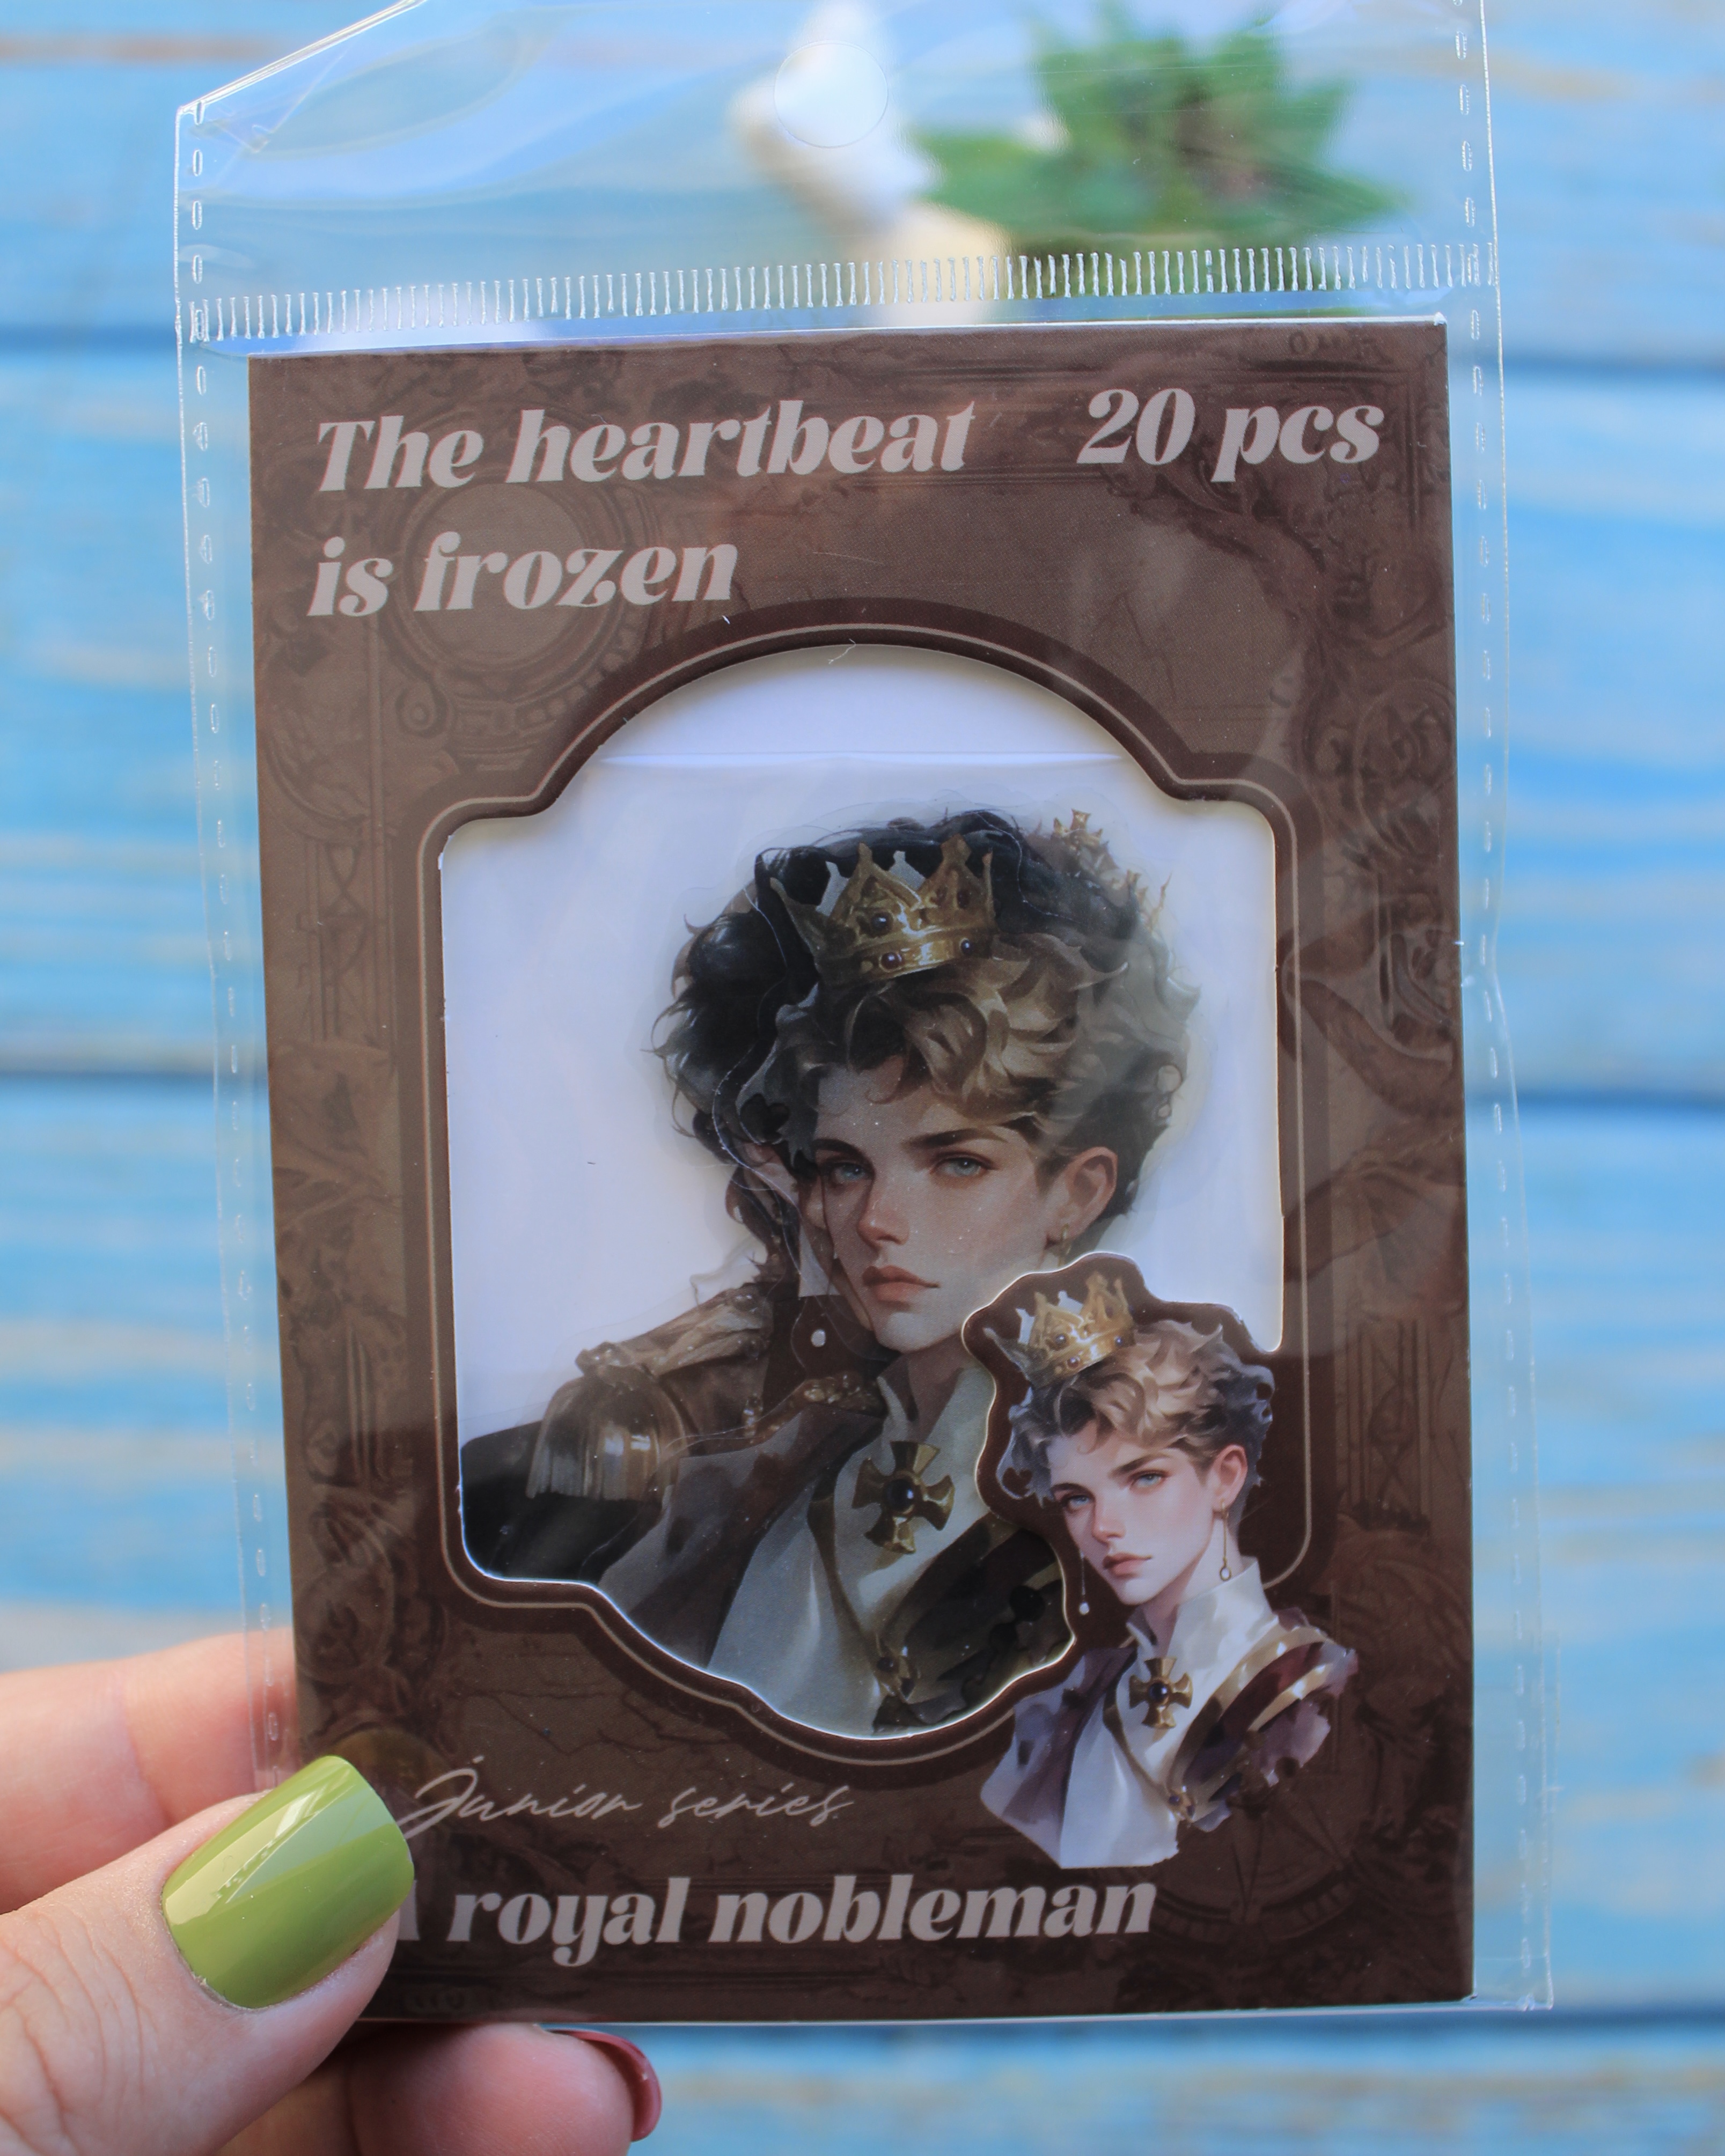 The heartbeat 20 pcs
is frozen
Junior series
royal nobleman